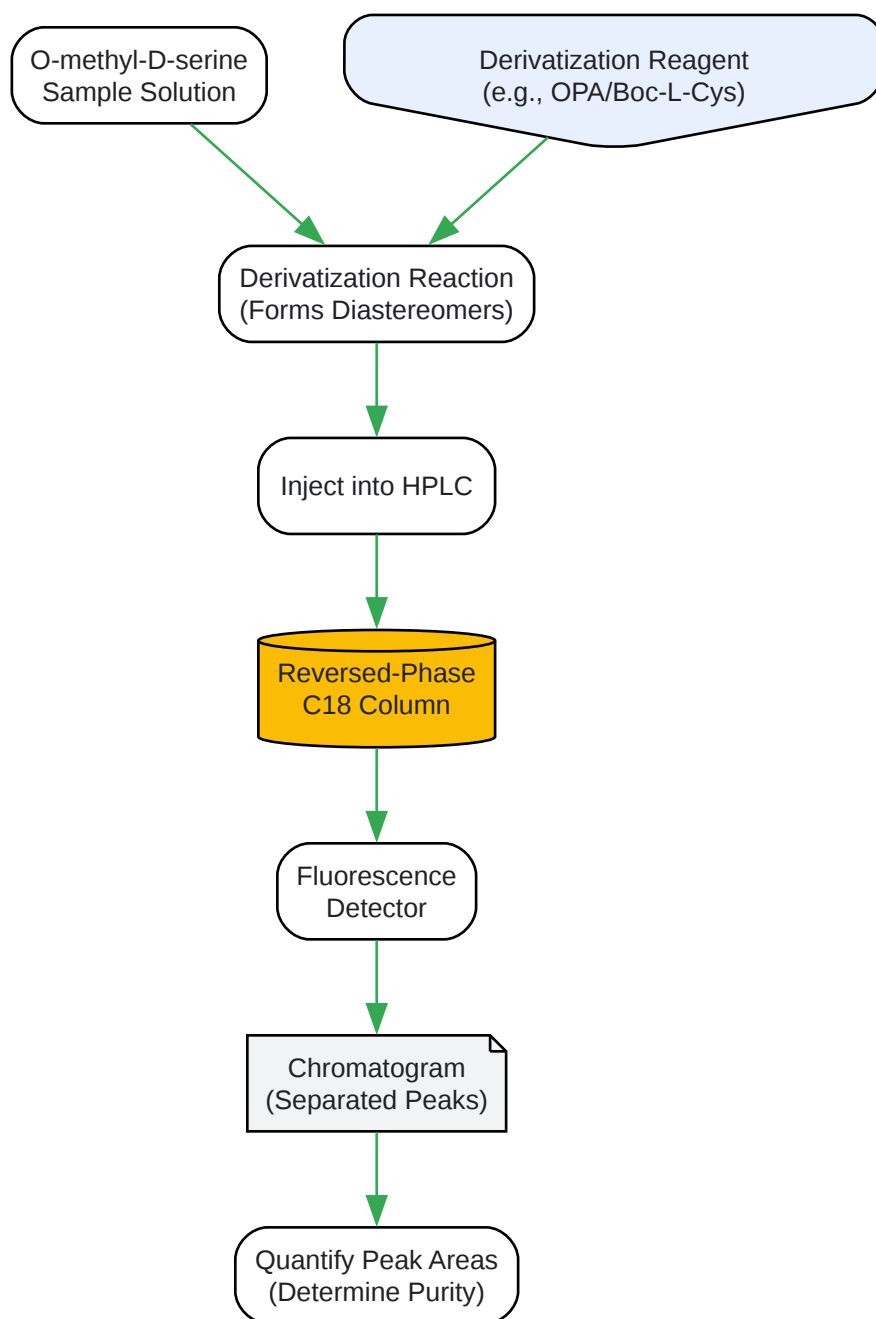 O-methyl-D-serine
Sample Solution
Derivatization Reagent
(e.g., OPA/Boc-L-Cys)
Derivatization Reaction
(Forms Diastereomers)
Inject into HPLC
Reversed-Phase
C18 Column
Fluorescence
Detector
Chromatogram
(Separated Peaks)
Quantify Peak Areas
(Determine Purity)